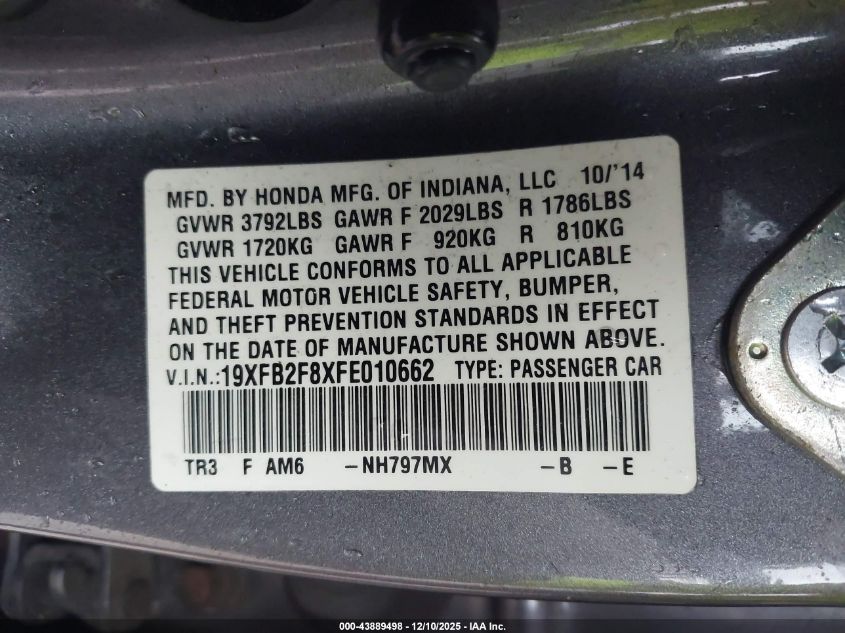 MFD. BY HONDA MFG. OF INDIANA, LLC 10/'14
GVWR 3792LBS GAWR F 2029LBS R 1786LBS
GVWR 1720KG GAWR F 920KG R 810KG
THIS VEHICLE CONFORMS TO ALL APPLICABLE
FEDERAL MOTOR VEHICLE SAFETY, BUMPER,
AND THEFT PREVENTION STANDARDS IN EFFECT
ON THE DATE OF MANUFACTURE SHOWN ABOVE.
V.I.N.:19XFB2F8XFE010662 TYPE: PASSENGER CAR
TR3 F AM6 -NH797MX -B -E
000-43889498 - 12/10/2025 - IAA Inc.